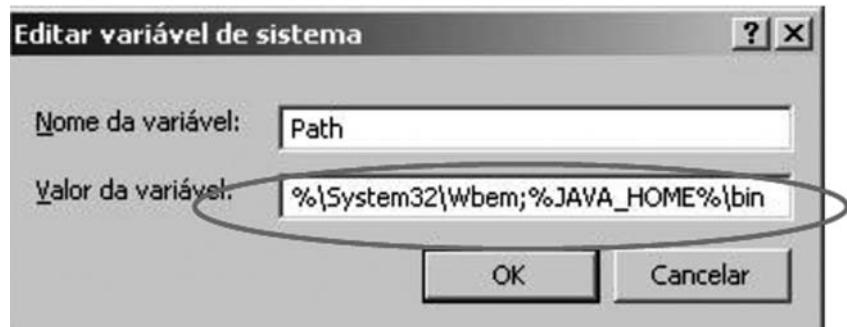 Editar variável de sistema
Nome da variável: Path
Valor da variável: %\System32\Wbem;%JAVA_HOME%\bin
OK Cancelar